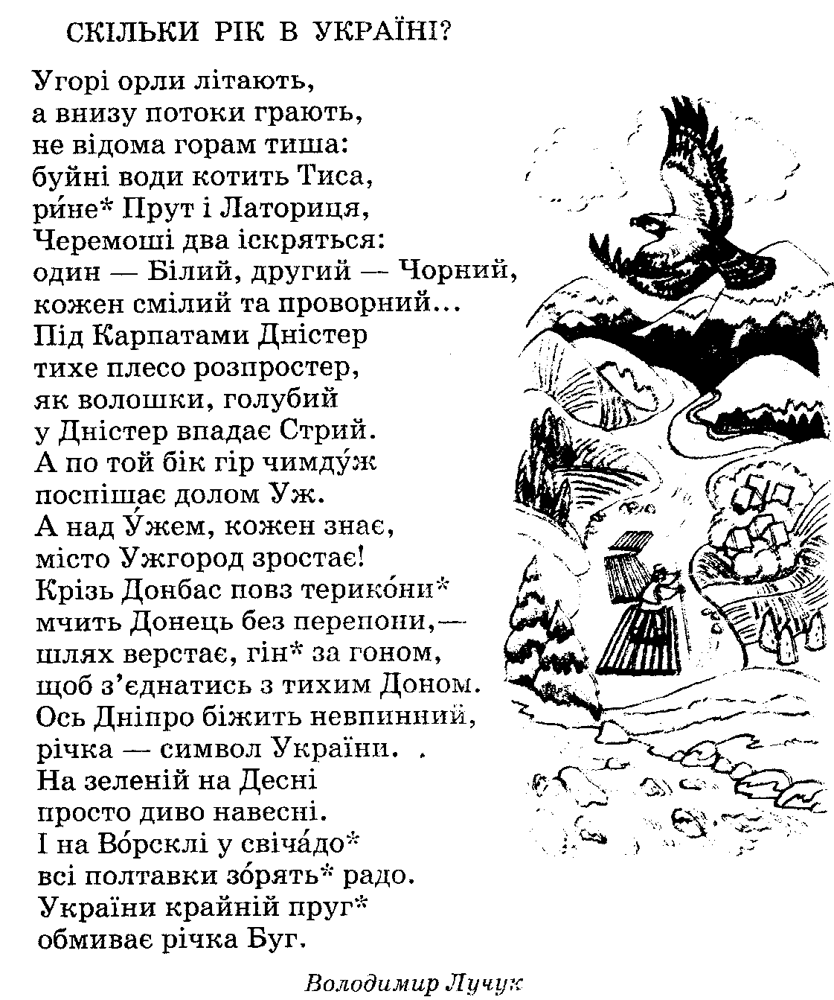 СКІЛЬКИ РІК В УКРАЇНІ?
Угорі орли літають,
а внизу потоки грають,
не відома горам тиша:
буйні води котить Тиса,
ри́не* Прут і Латориця,
Черемоші два іскряться:
один — Білий, другий — Чорний,
кожен смілий та проворний...
Під Карпатами Дністер
тихе плесо розпростер,
як волошки, голубий
у Дністер впадає Стрий.
А по той бік гір чимду́ж
поспішає долом Уж.
А над У́жем, кожен знає,
місто Ужгород зростає!
Крізь Донбас повз терико́ни*
мчить Донець без перепони,—
шлях верстає, гін* за гоном,
щоб з’єднатись з тихим Доном.
Ось Дніпро біжить невпинний,
річка — символ України.
На зеленій на Десні
просто диво навесні.
І на Во́рсклі у свіча́до*
всі полтавки зо́рять* радо.
України крайній пруг*
обмиває річка Буг.
Володимир Лучук